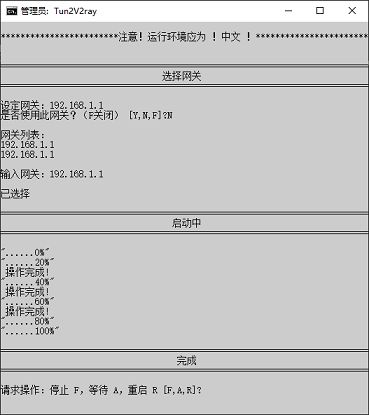 管理员: Tun2V2ray
***********************注意! 运行环境应为 ! 中文 ! **********************
选择网关
设定网关: 192.168.1.1
是否使用此网关? (F关闭) [Y,N,F]?N
网关列表:
192.168.1.1
192.168.1.1
输入网关: 192.168.1.1
已选择
启动中
"......0%"
"......20%"
操作完成!
"......40%"
操作完成!
"......60%"
操作完成!
"......80%"
"......100%"
完成
请求操作: 停止 F, 等待 A, 重启 R [F,A,R]?